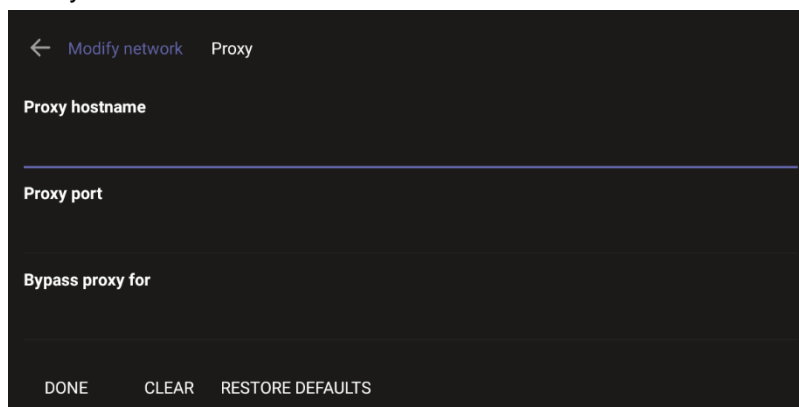 Modify network Proxy
Proxy hostname
Proxy port
Bypass proxy for
DONE CLEAR RESTORE DEFAULTS